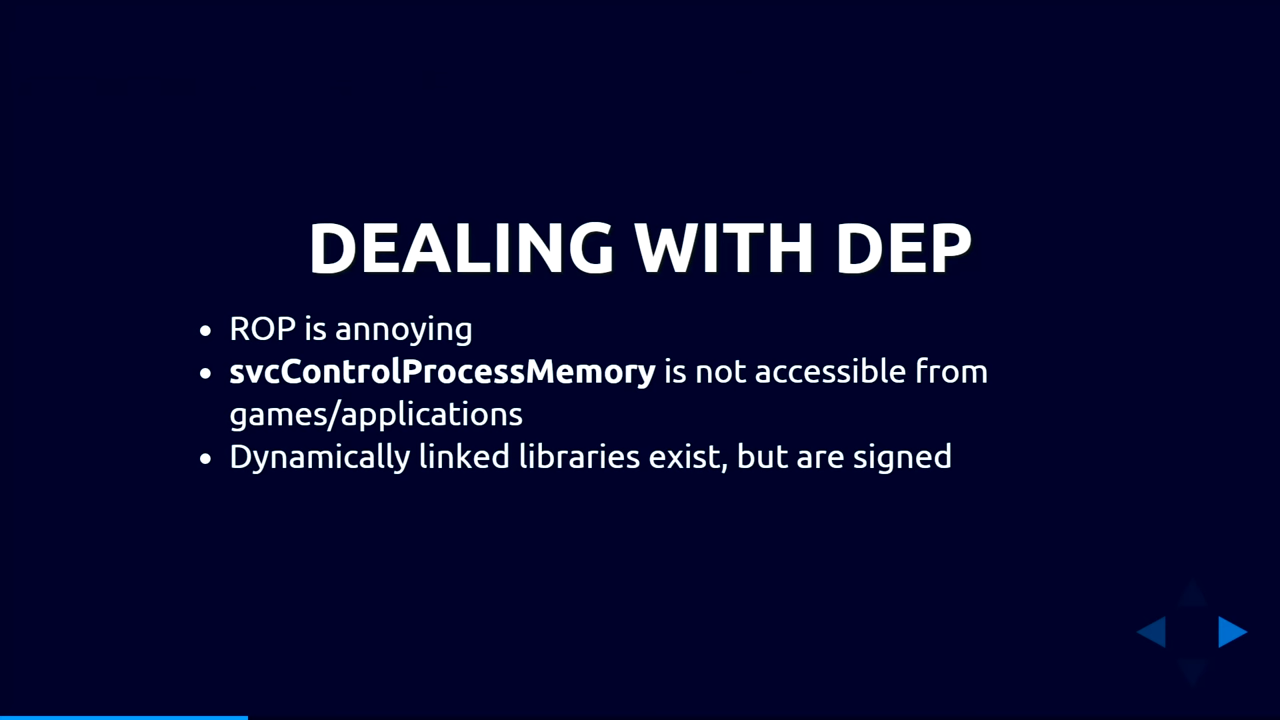 DEALING WITH DEP
ROP is annoying
svcControlProcessMemory is not accessible from
games/applications
Dynamically linked libraries exist, but are signed